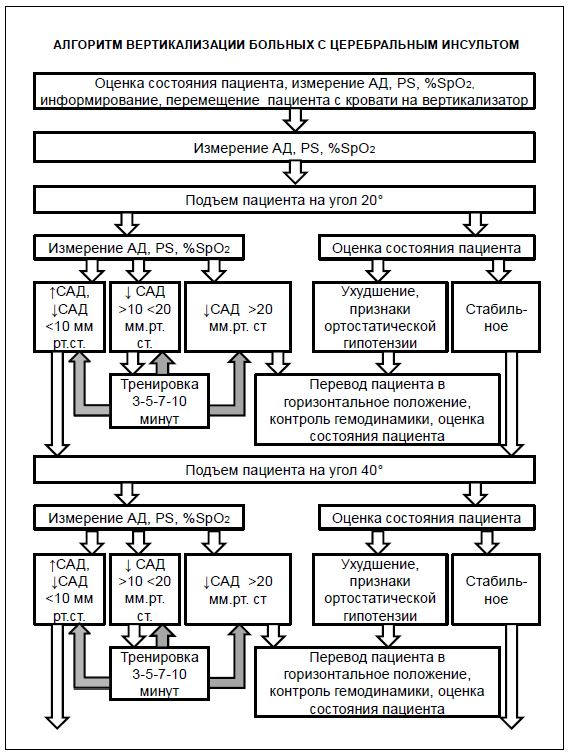 АЛГОРИТМ ВЕРТИКАЛИЗАЦИИ БОЛЬНЫХ С ЦЕРЕБРАЛЬНЫМ ИНСУЛЬТОМ
Оценка состояния пациента, измерение АД, PS, %SpO2,
информирование, перемещение пациента с кровати на вертикализатор
Измерение АД, PS, %SpO2
Подъем пациента на угол 20°
Измерение АД, PS, %SpO2
Оценка состояния пациента
↑САД,
↓САД
<10 мм
рт.ст.
↓ САД
>10 <20
мм.рт.
ст.
↓САД >20
мм.рт. ст
Ухудшение,
признаки
ортостатической
гипотензии
Стабиль-
ное
Тренировка
3-5-7-10
минут
Перевод пациента в
горизонтальное положение,
контроль гемодинамики, оценка
состояния пациента
Подъем пациента на угол 40°
Измерение АД, PS, %SpO2
Оценка состояния пациента
↑САД,
↓САД
<10 мм
рт.ст.
↓ САД
>10 <20
мм.рт.
ст.
↓САД >20
мм.рт. ст
Ухудшение,
признаки
ортостатической
гипотензии
Стабиль-
ное
Тренировка
3-5-7-10
минут
Перевод пациента в
горизонтальное положение,
контроль гемодинамики, оценка
состояния пациента